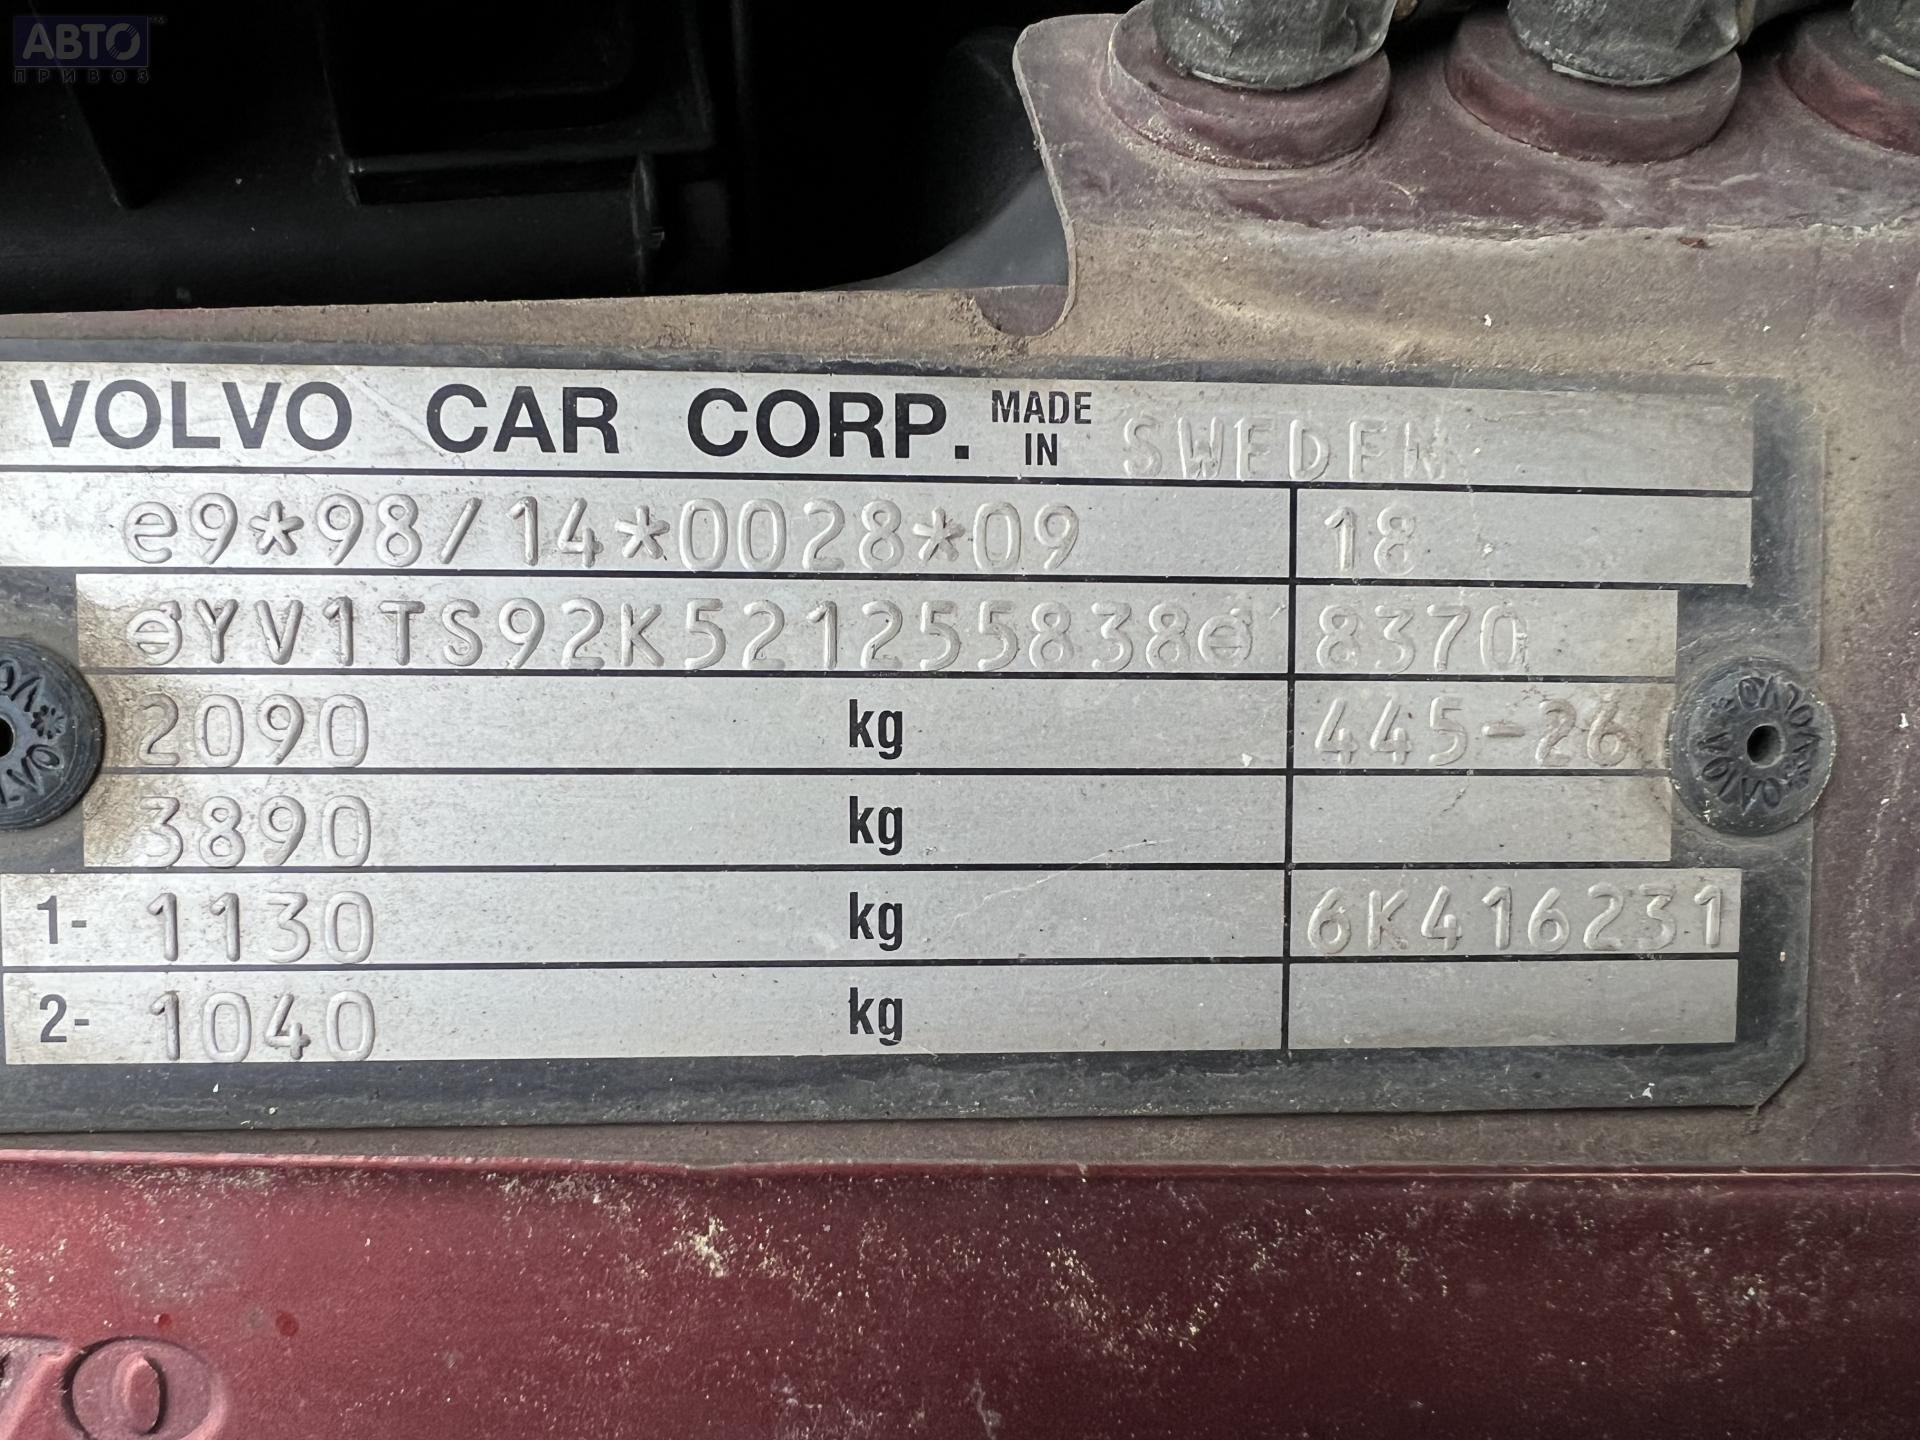 АВТО
ПРИВОЗ
VOLVO CAR CORP. MADE IN SWEDEN
e9*98/14*0028*09 18
YV1TS92K521255838 8370
2090 kg 445-26
3890 kg
1- 1130 kg 6K416231
2- 1040 kg
VOLVO